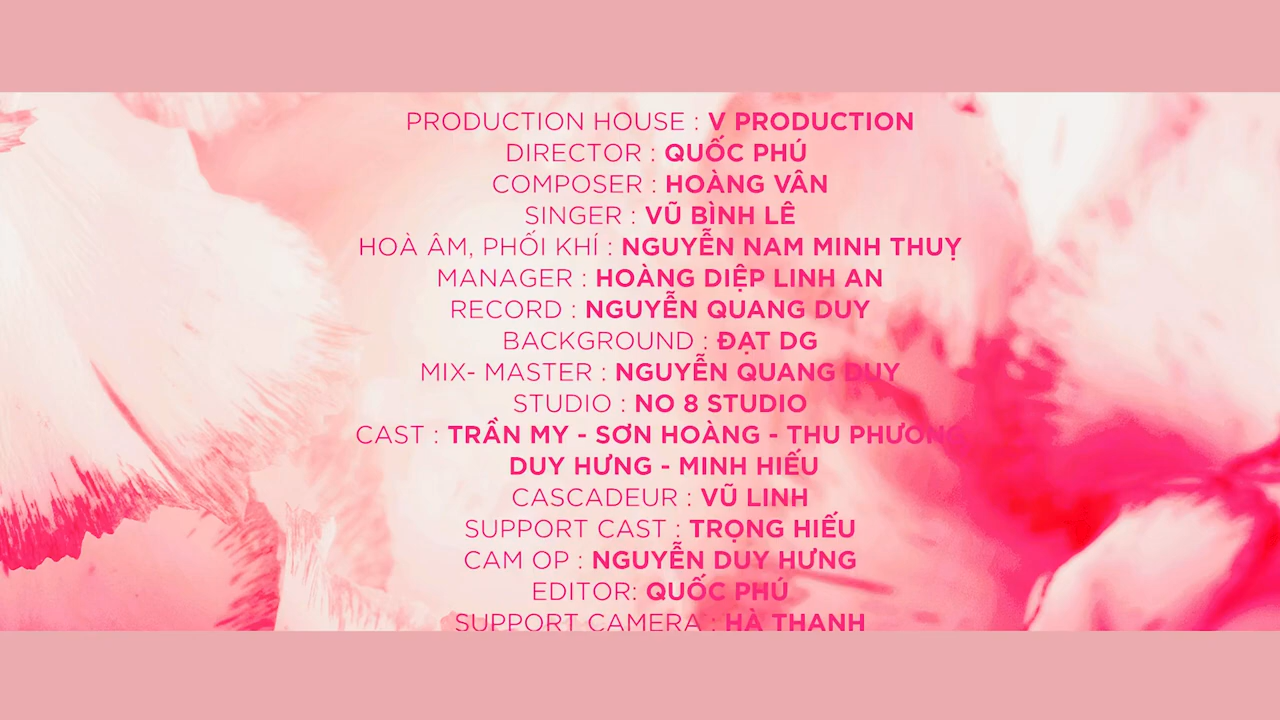 PRODUCTION HOUSE : V PRODUCTION
DIRECTOR : QUỐC PHÚ
COMPOSER : HOÀNG VÂN
SINGER : VŨ BÌNH LÊ
HOÀ ÂM, PHỐI KHÍ : NGUYỄN NAM MINH THUỴ
MANAGER : HOÀNG DIỆP LINH AN
RECORD : NGUYỄN QUANG DUY
BACKGROUND : ĐẠT DG
MIX- MASTER : NGUYỄN QUANG DUY
STUDIO : NO 8 STUDIO
CAST : TRẦN MY - SƠN HOÀNG - THU PHƯƠNG
DUY HƯNG - MINH HIẾU
CASCADEUR : VŨ LINH
SUPPORT CAST : TRỌNG HIẾU
CAM OP : NGUYỄN DUY HƯNG
EDITOR: QUỐC PHÚ
SUPPORT CAMERA : HÀ THANH